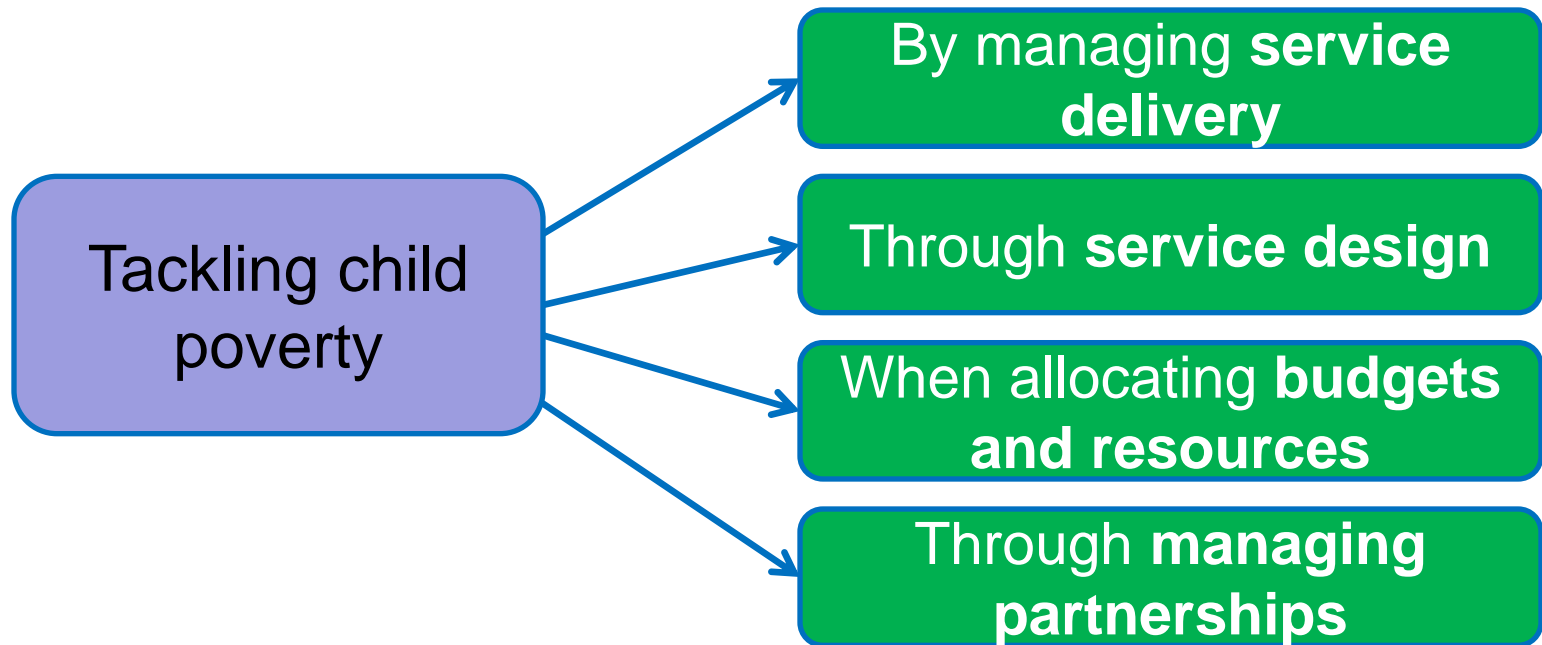 Tackling child
poverty
By managing service
delivery
Through service design
When allocating budgets
and resources
Through managing
partnerships